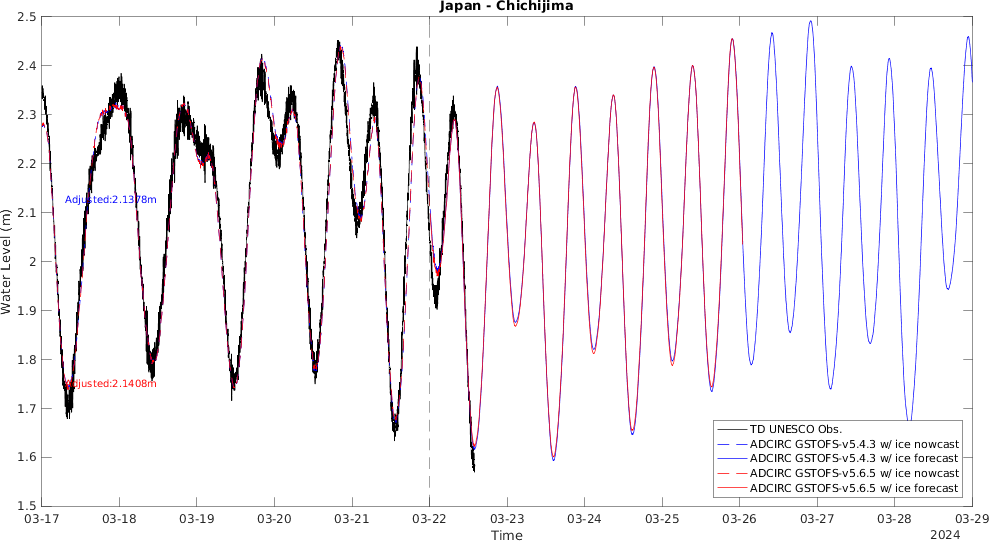 Japan - Chichijima
2.5
2.4
2.3
2.2
2.1
2
1.9
1.8
1.7
1.6
1.5
Water Level (m)
Adjusted:2.1378m
Adjusted:2.1408m
TD UNESCO Obs.
ADCIRC GSTOFS-v5.4.3 w/ ice nowcast
ADCIRC GSTOFS-v5.4.3 w/ ice forecast
ADCIRC GSTOFS-v5.6.5 w/ ice nowcast
ADCIRC GSTOFS-v5.6.5 w/ ice forecast
03-17 03-18 03-19 03-20 03-21 03-22 03-23 03-24 03-25 03-26 03-27 03-28 03-29
Time
2024